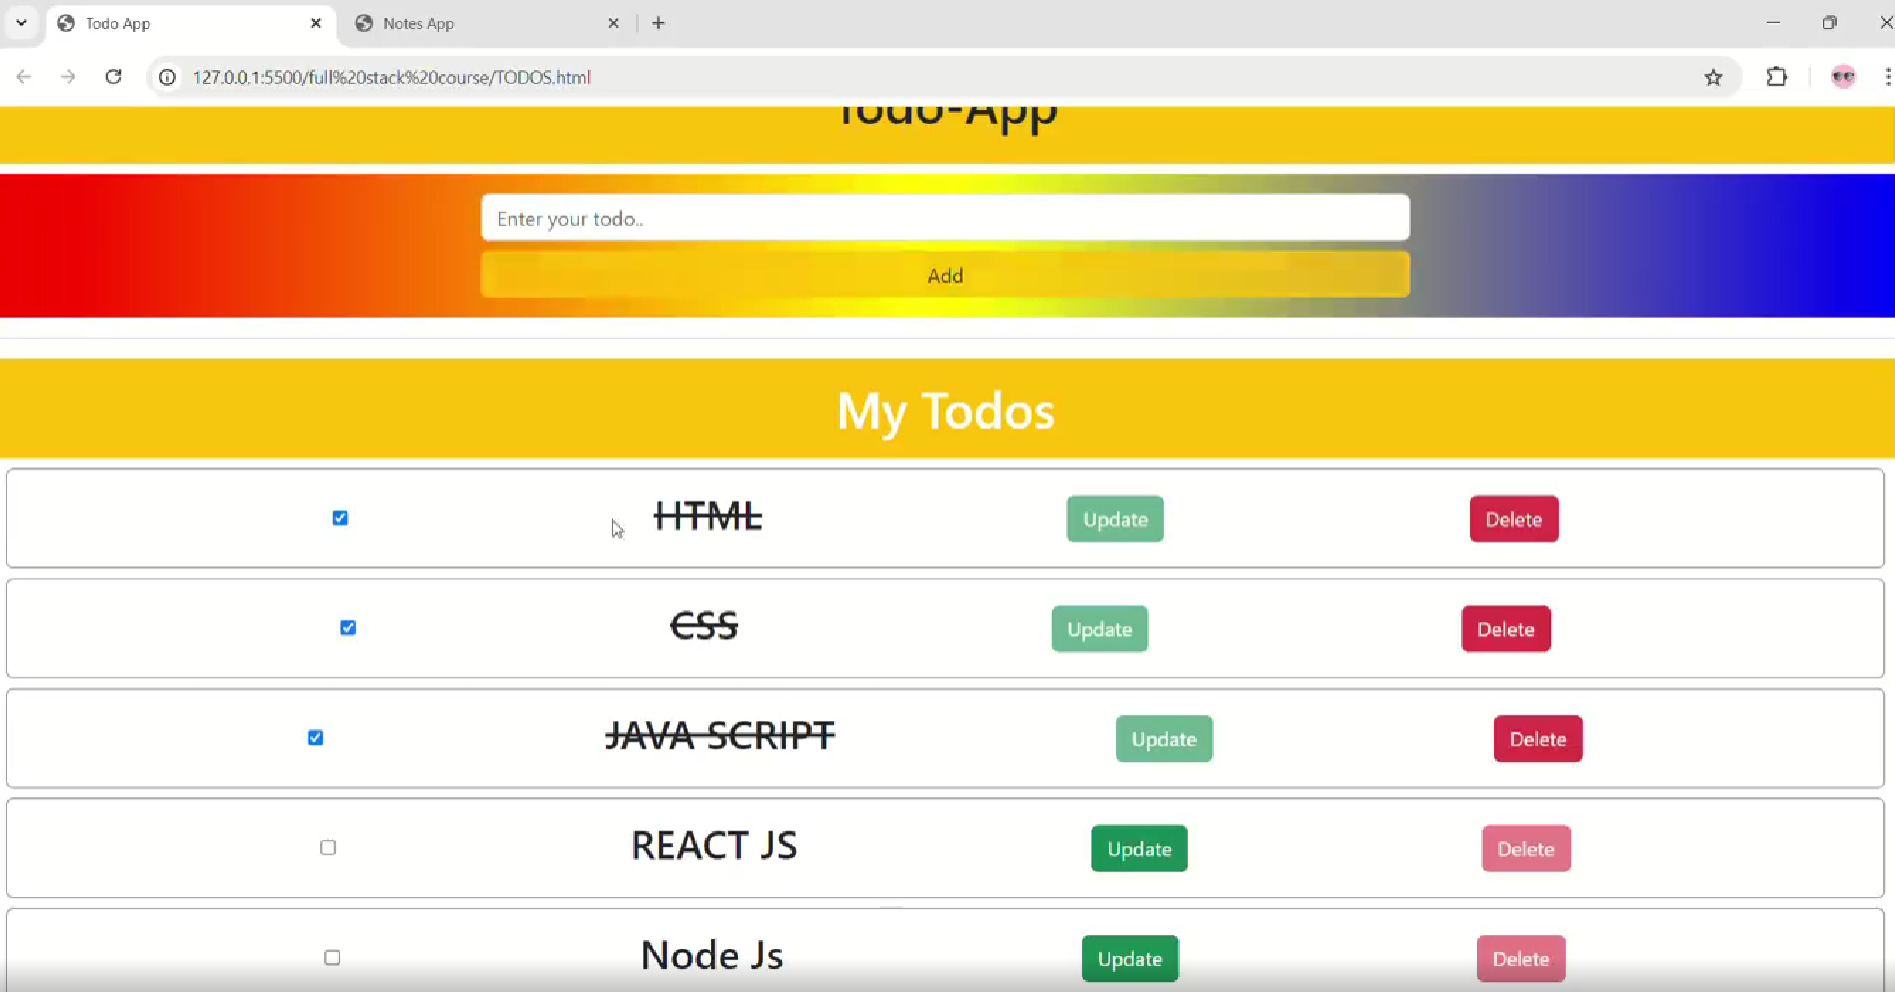 Todo App
Notes App
127.0.0.1:5500/full%20stack%20course/TODOS.html
Todo-App
Enter your todo..
Add
My Todos
HTML Update Delete
CSS Update Delete
JAVA SCRIPT Update Delete
REACT JS Update Delete
Node Js Update Delete